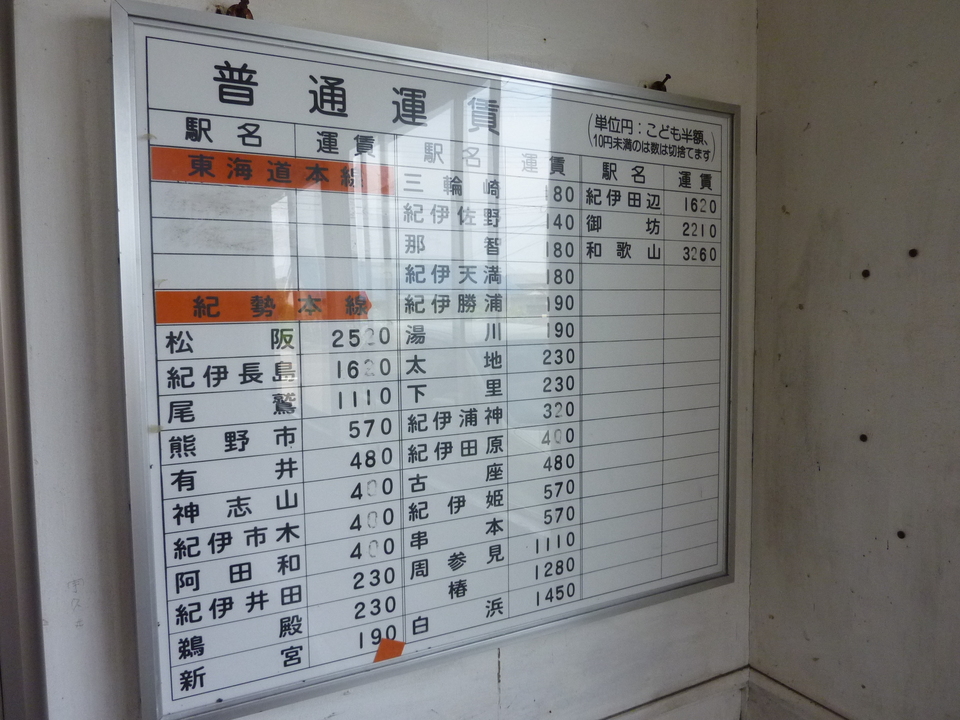 普通運賃
(単位円：こども半額、
10円未満のは数は切捨てます)
駅名 運賃
東海道本線
紀勢本線
松阪 2520
紀伊長島 1620
尾鷲 1110
熊野市 570
有井 480
神志山 400
紀伊市木 400
阿田和 400
紀伊井田 230
鵜殿 230
新宮 190
駅名 運賃
三輪崎 180
紀伊佐野 140
那智 180
紀伊天満 180
紀伊勝浦 190
湯川 190
太地 230
下里 230
紀伊浦神 320
紀伊田原 400
古座 480
紀伊姫 570
串本 570
周参見 1110
椿 1280
白浜 1450
駅名 運賃
紀伊田辺 1620
御坊 2210
和歌山 3260